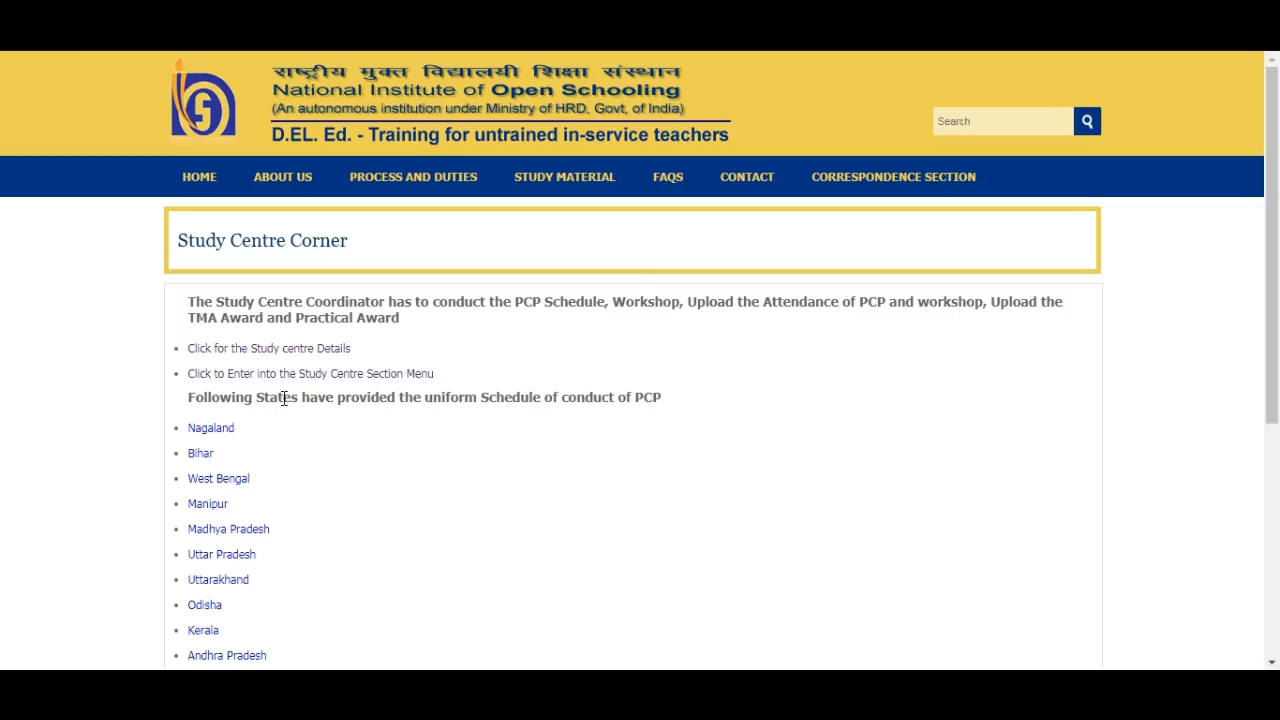 राष्ट्रीय मुक्त विद्यालयी शिक्षा संस्थान
National Institute of Open Schooling
(An autonomous institution under Ministry of HRD, Govt. of India)
D.EL. Ed. - Training for untrained in-service teachers
Search
HOME ABOUT US PROCESS AND DUTIES STUDY MATERIAL FAQS CONTACT CORRESPONDENCE SECTION
Study Centre Corner
The Study Centre Coordinator has to conduct the PCP Schedule, Workshop, Upload the Attendance of PCP and workshop, Upload the
TMA Award and Practical Award
Click for the Study centre Details
Click to Enter into the Study Centre Section Menu
Following States have provided the uniform Schedule of conduct of PCP
Nagaland
Bihar
West Bengal
Manipur
Madhya Pradesh
Uttar Pradesh
Uttarakhand
Odisha
Kerala
Andhra Pradesh